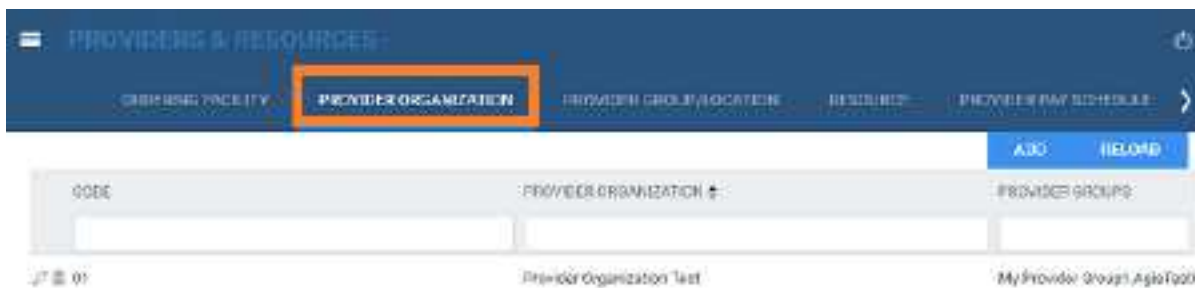 PROVIDERS & RESOURCES
ORDERING FACILITY PROVIDER ORGANIZATION PROVIDER GROUP/LOCATION RESOURCE PROVIDER PAY SCHEDULE
ADD RELOAD
CODE PROVIDER ORGANIZATION PROVIDER GROUPS
01 Provider Organization Test My Provider Group1